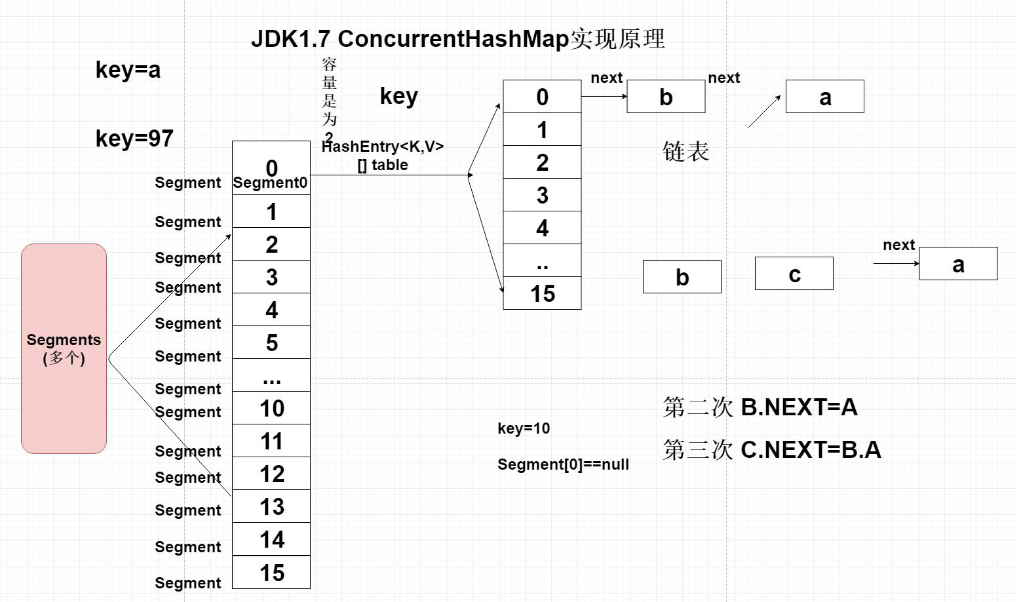 JDK1.7 ConcurrentHashMap实现原理
key=a
key=97
容
量
是
为
2
key
HashEntry<K,V>
[] table
Segments
(多个)
Segment
Segment
Segment
Segment
Segment
Segment
Segment
Segment
Segment
Segment
Segment
Segment
Segment
0
Segment0
1
2
3
4
5
...
10
11
12
13
14
15
0
1
2
3
4
..
15
next
b
next
a
链表
b
c
next
a
key=10
Segment[0]==null
第二次 B.NEXT=A
第三次 C.NEXT=B.A